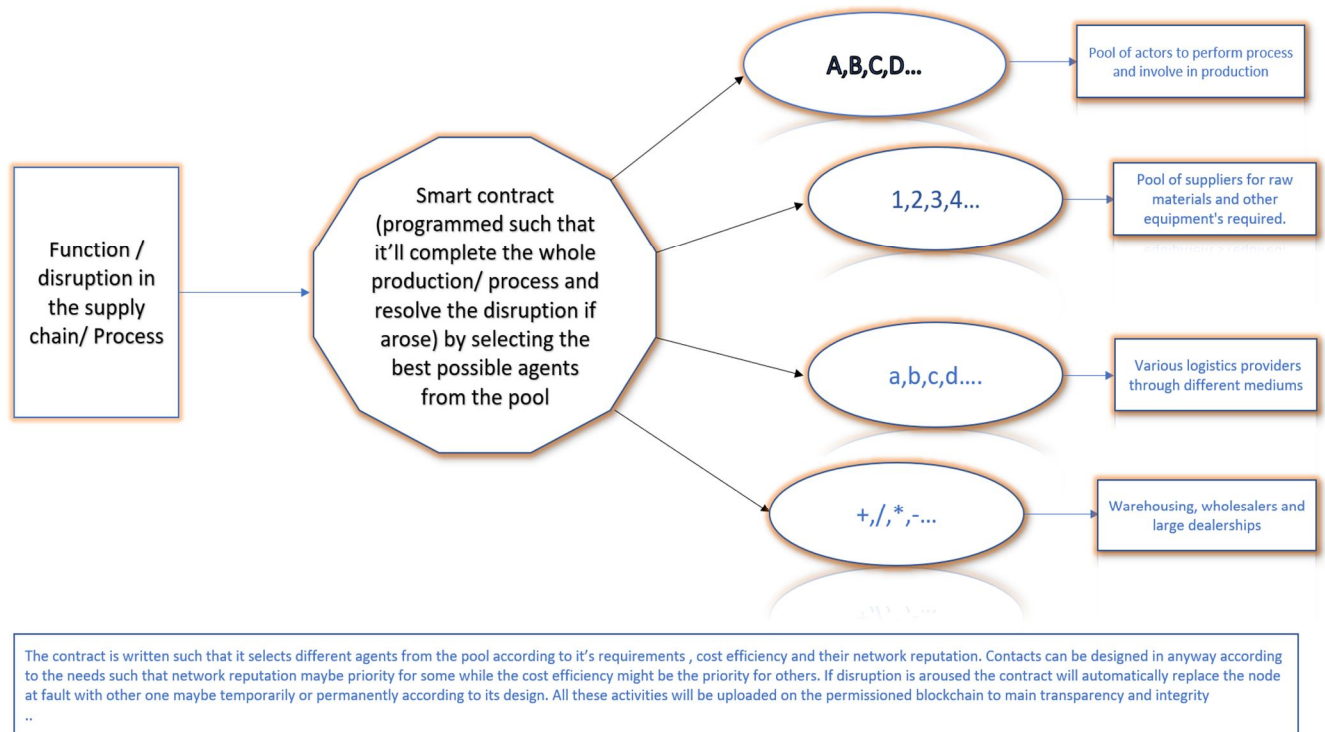 Function /
disruption in
the supply
chain/ Process
Smart contract
(programmed such that
it'll complete the whole
production/ process and
resolve the disruption if
arose) by selecting the
best possible agents
from the pool
A,B,C,D...
Pool of actors to perform process
and involve in production
1,2,3,4...
Pool of suppliers for raw
materials and other
equipment's required.
a,b,c,d....
Various logistics providers
through different mediums
+,/,*,-...
Warehousing, wholesalers and
large dealerships
The contract is written such that it selects different agents from the pool according to it's requirements , cost efficiency and their network reputation. Contacts can be designed in anyway according
to the needs such that network reputation maybe priority for some while the cost efficiency might be the priority for others. If disruption is aroused the contract will automatically replace the node
at fault with other one maybe temporarily or permanently according to its design. All these activities will be uploaded on the permissioned blockchain to main transparency and integrity
..